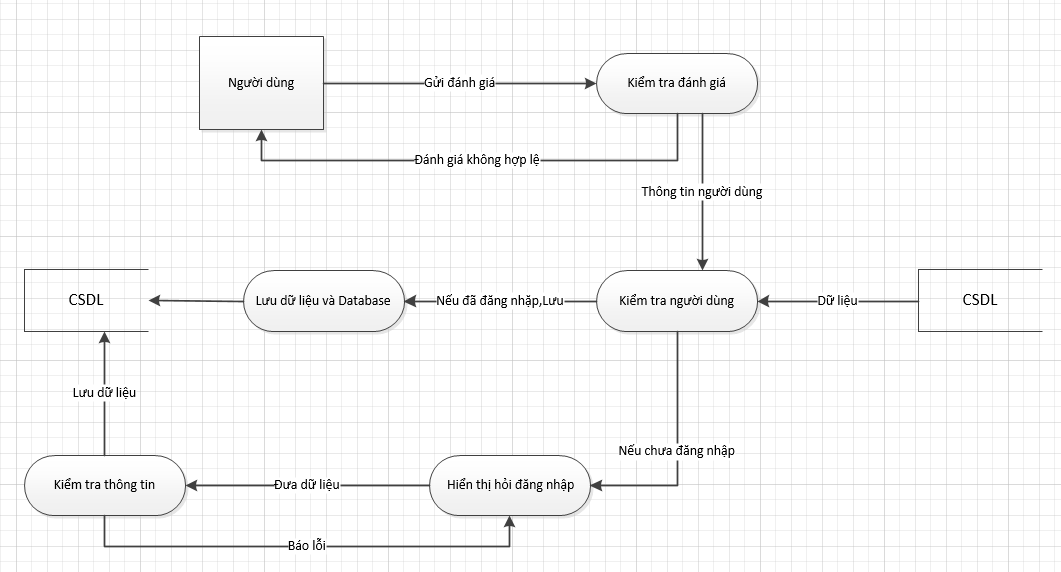 Người dùng
Gửi đánh giá
Kiểm tra đánh giá
Đánh giá không hợp lệ
Thông tin người dùng
CSDL
Lưu dữ liệu và Database
Nếu đã đăng nhập,Lưu
Kiểm tra người dùng
Dữ liệu
CSDL
Lưu dữ liệu
Nếu chưa đăng nhập
Kiểm tra thông tin
Đưa dữ liệu
Hiển thị hỏi đăng nhập
Báo lỗi